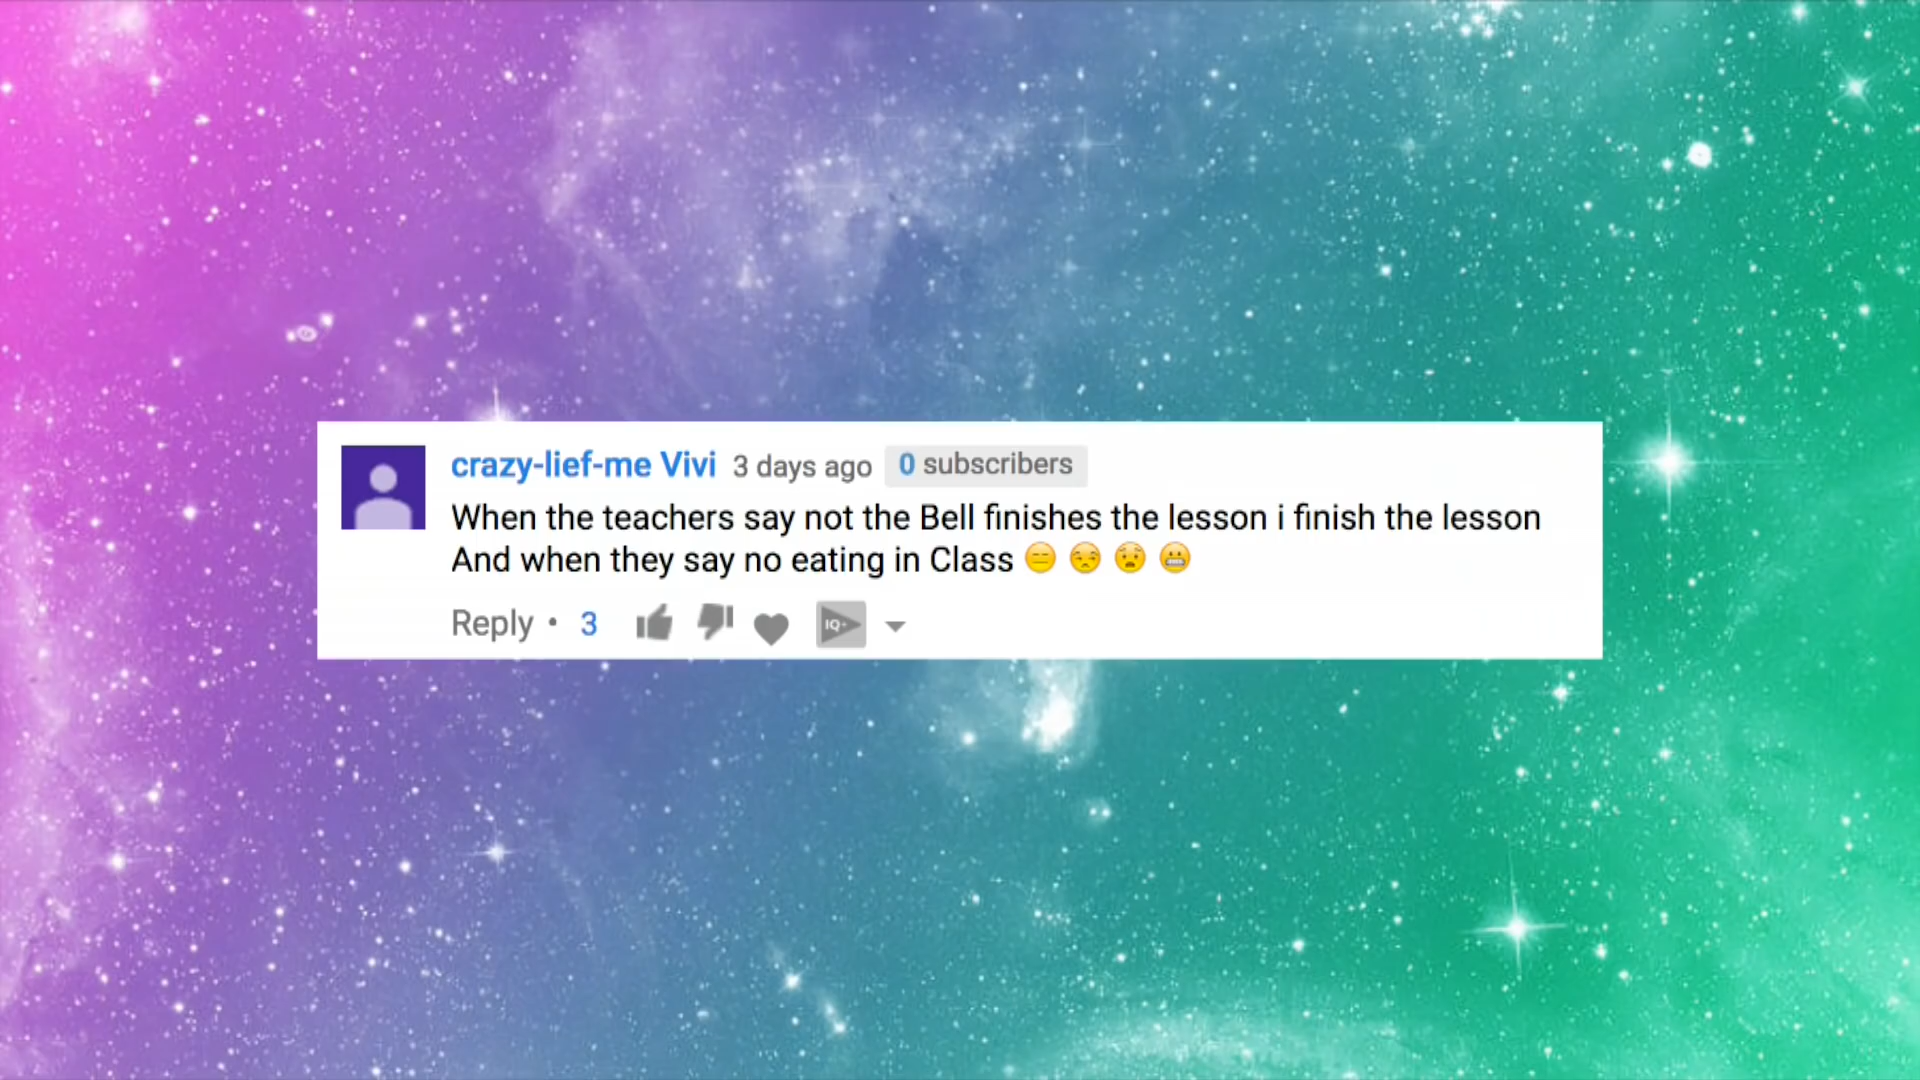 crazy-lief-me Vivi 3 days ago 0 subscribers
When the teachers say not the Bell finishes the lesson i finish the lesson
And when they say no eating in Class 😑 😒 😧 😬
Reply • 3 IQ+